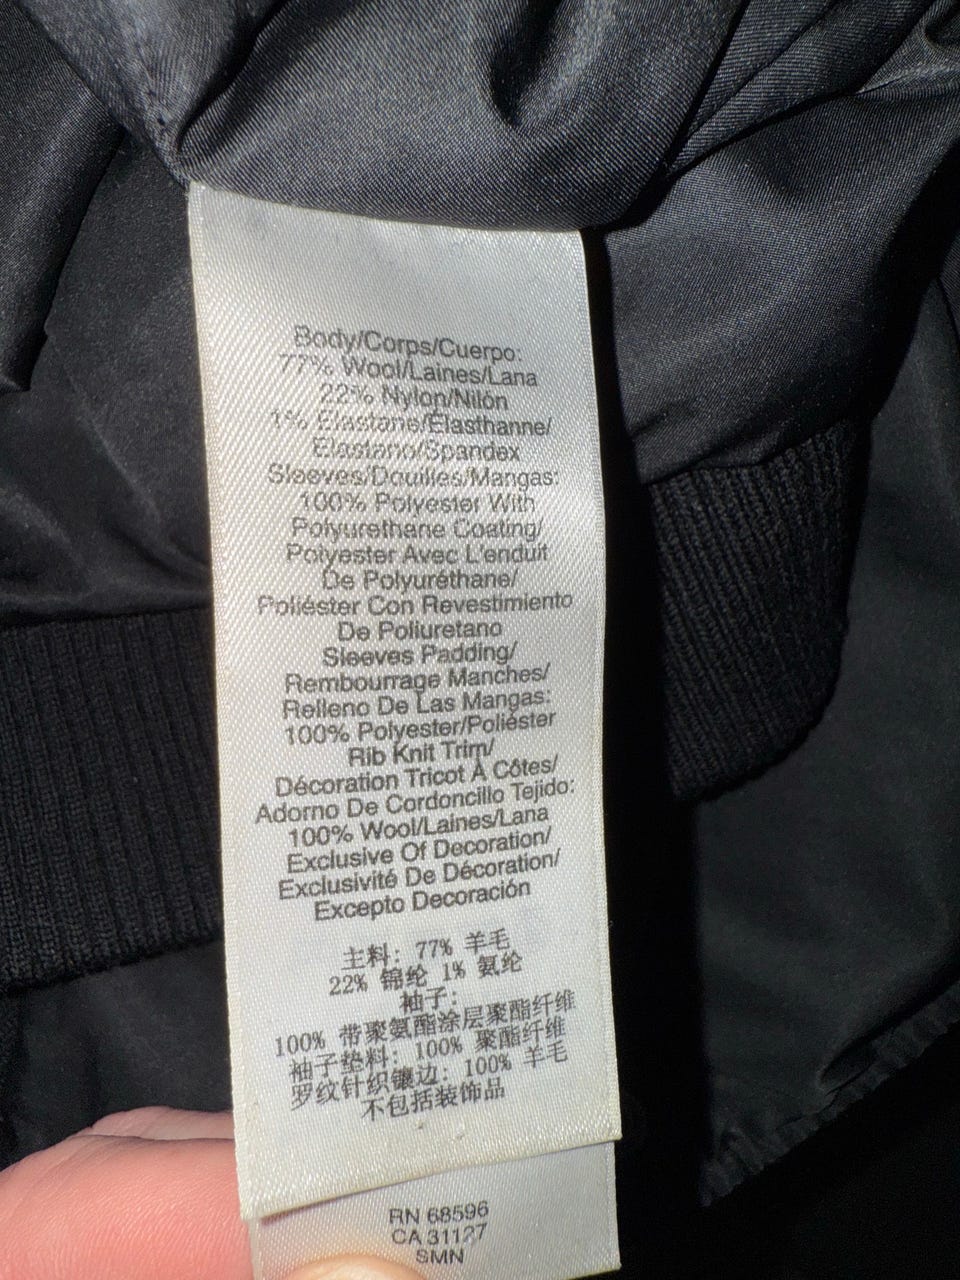 Body/Corps/Cuerpo:
77% Wool/Laines/Lana
22% Nylon/Nilón
1% Elastane/Élasthanne/
Elastano/Spandex
Sleeves/Douilles/Mangas:
100% Polyester With
Polyurethane Coating/
Polyester Avec L'enduit
De Polyuréthane/
Poliéster Con Revestimiento
De Poliuretano
Sleeves Padding/
Rembourrage Manches/
Relleno De Las Mangas:
100% Polyester/Poliéster
Rib Knit Trim/
Décoration Tricot À Côtes/
Adorno De Cordoncillo Tejido:
100% Wool/Laines/Lana
Exclusive Of Decoration/
Exclusivité De Décoration/
Excepto Decoración
主料: 77% 羊毛
22% 锦纶 1% 氨纶
袖子:
100% 带聚氨酯涂层聚酯纤维
袖子垫料: 100% 聚酯纤维
罗纹针织镶边: 100% 羊毛
不包括装饰品
RN 68596
CA 31127
SMN